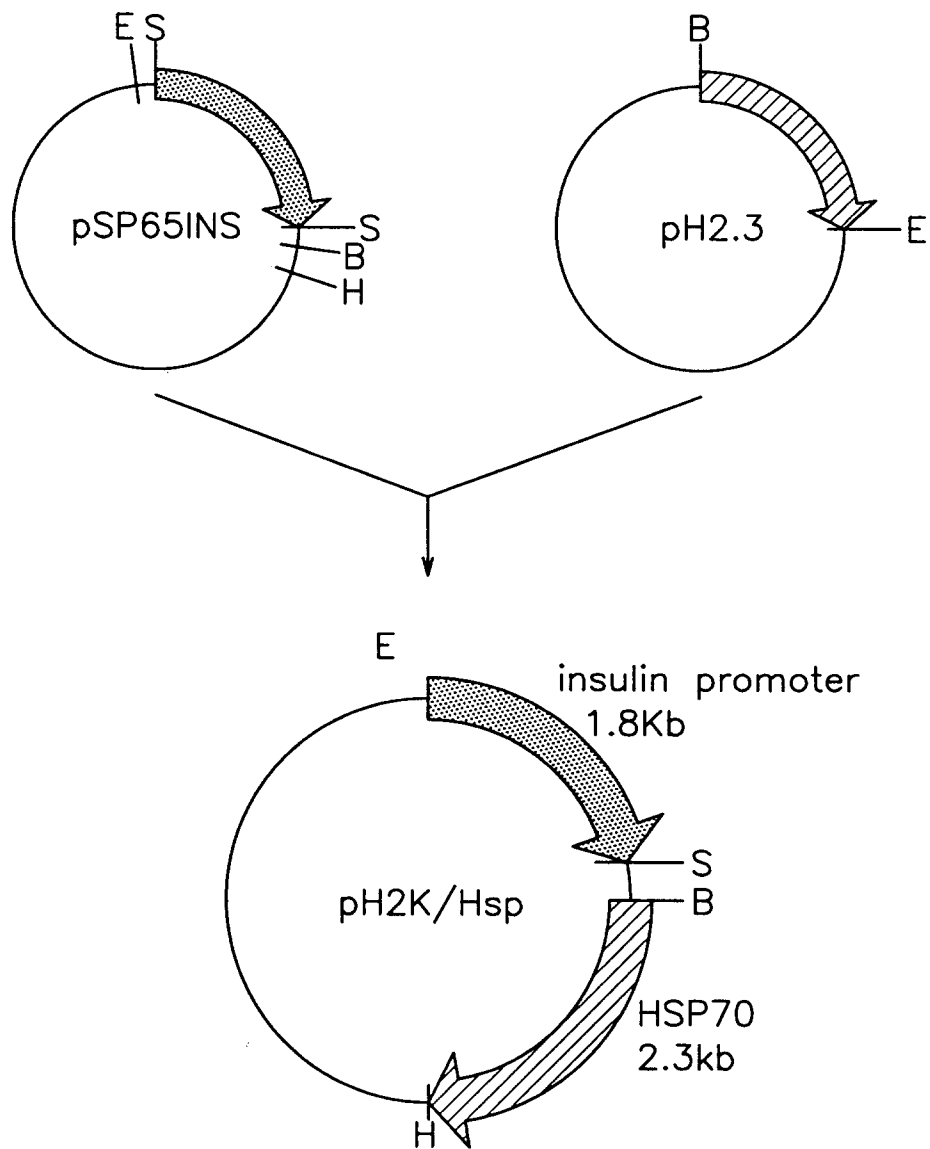 E S
B
pSP65INS
pH2.3
S
E
B
H
E
insulin promoter
1.8Kb
S
pH2K/Hsp
B
HSP70
2.3kb
H